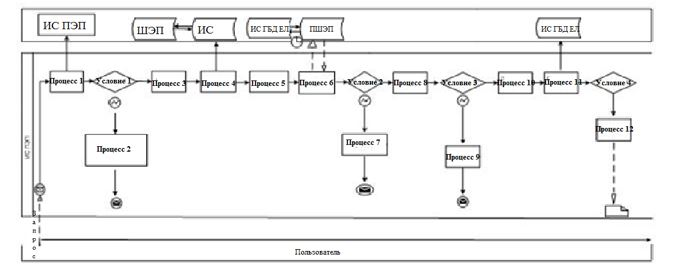 ИС ПЭП
ШЭП
ИС
ИС ГБД ЕЛ
ПШЭП
ИС ГБД ЕЛ
Процесс 1
Условие 1
Процесс 3
Процесс 4
Процесс 5
Процесс 6
Условие 2
Процесс 8
Условие 3
Процесс 10
Процесс 11
Условие 4
Процесс 2
Процесс 7
Процесс 9
Процесс 12
ИС ПЭП
Запрос
Пользователь